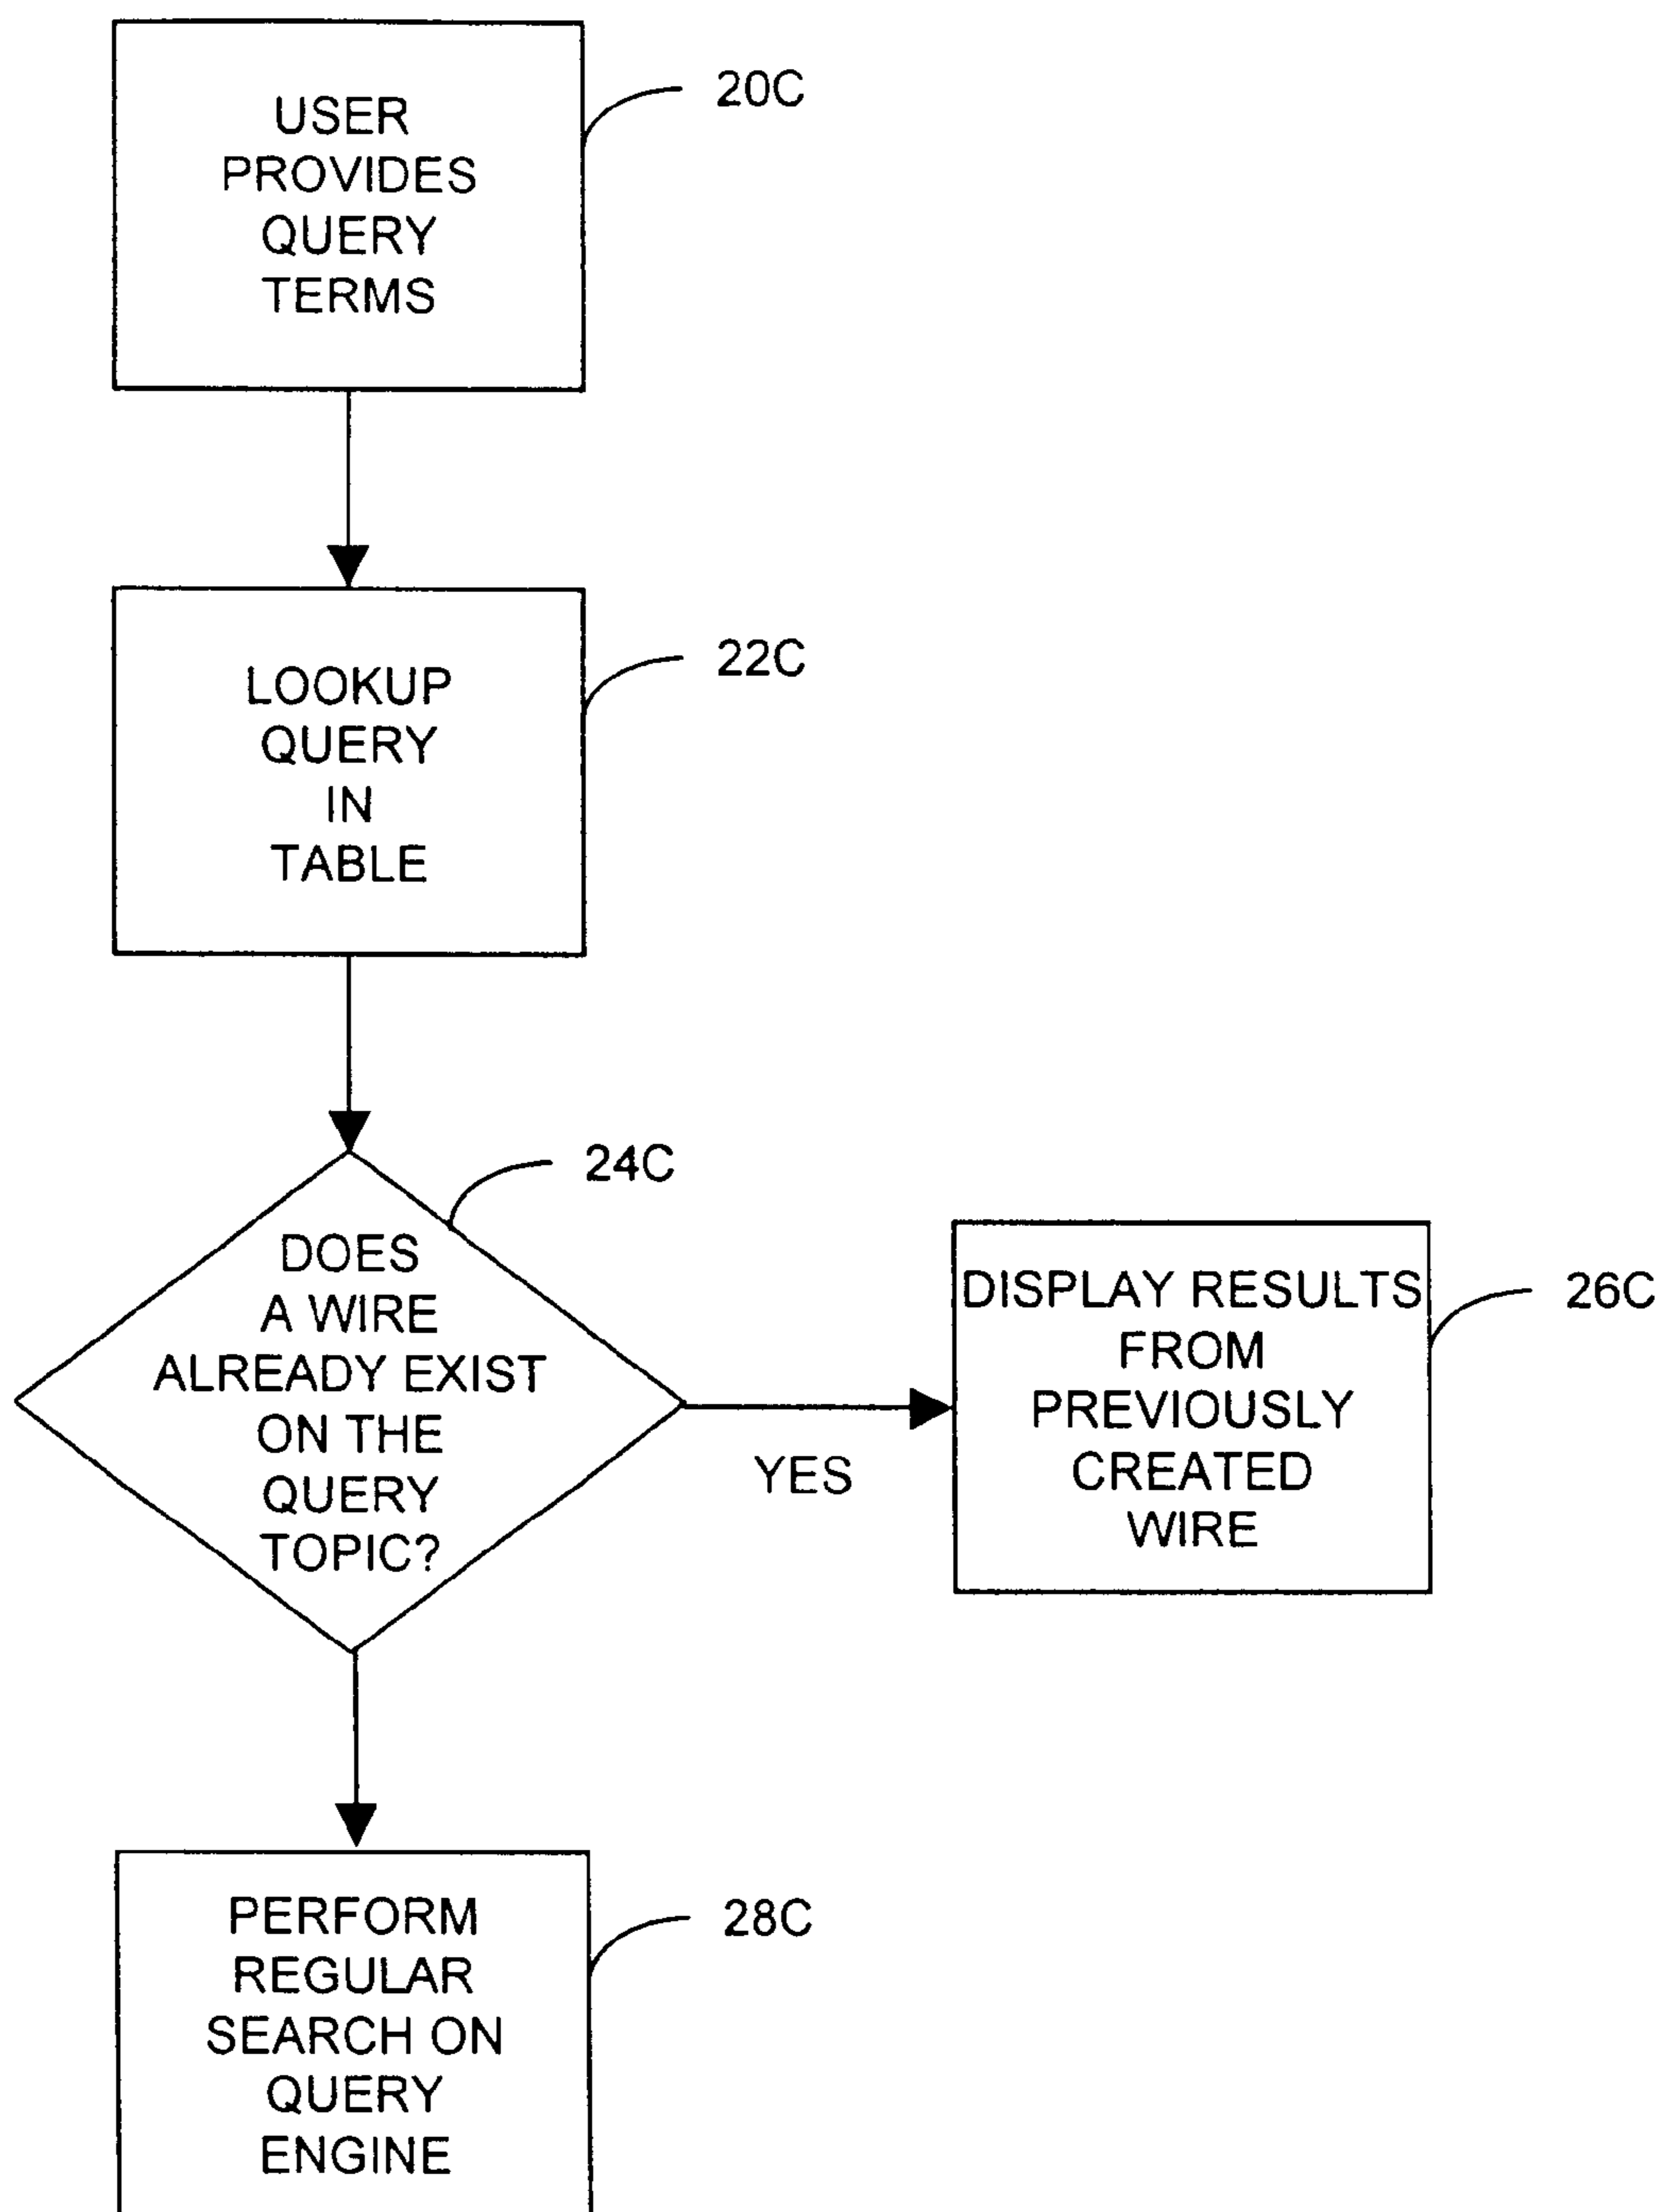 USER
PROVIDES
QUERY
TERMS
20C
LOOKUP
QUERY
IN
TABLE
22C
DOES
A WIRE
ALREADY EXIST
ON THE
QUERY
TOPIC?
24C
YES
DISPLAY RESULTS
FROM
PREVIOUSLY
CREATED
WIRE
26C
PERFORM
REGULAR
SEARCH ON
QUERY
ENGINE
28C